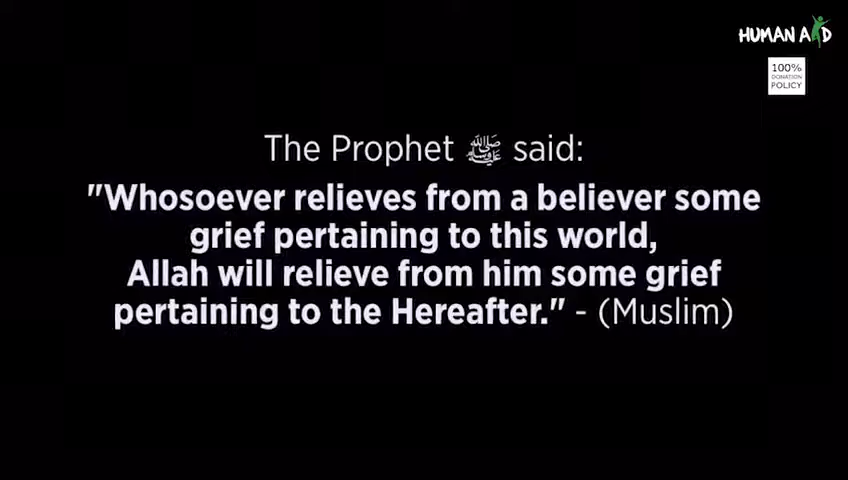 HUMAN AID
100%
DONATION
POLICY
The Prophet ﷺ said:
"Whosoever relieves from a believer some
grief pertaining to this world,
Allah will relieve from him some grief
pertaining to the Hereafter." - (Muslim)